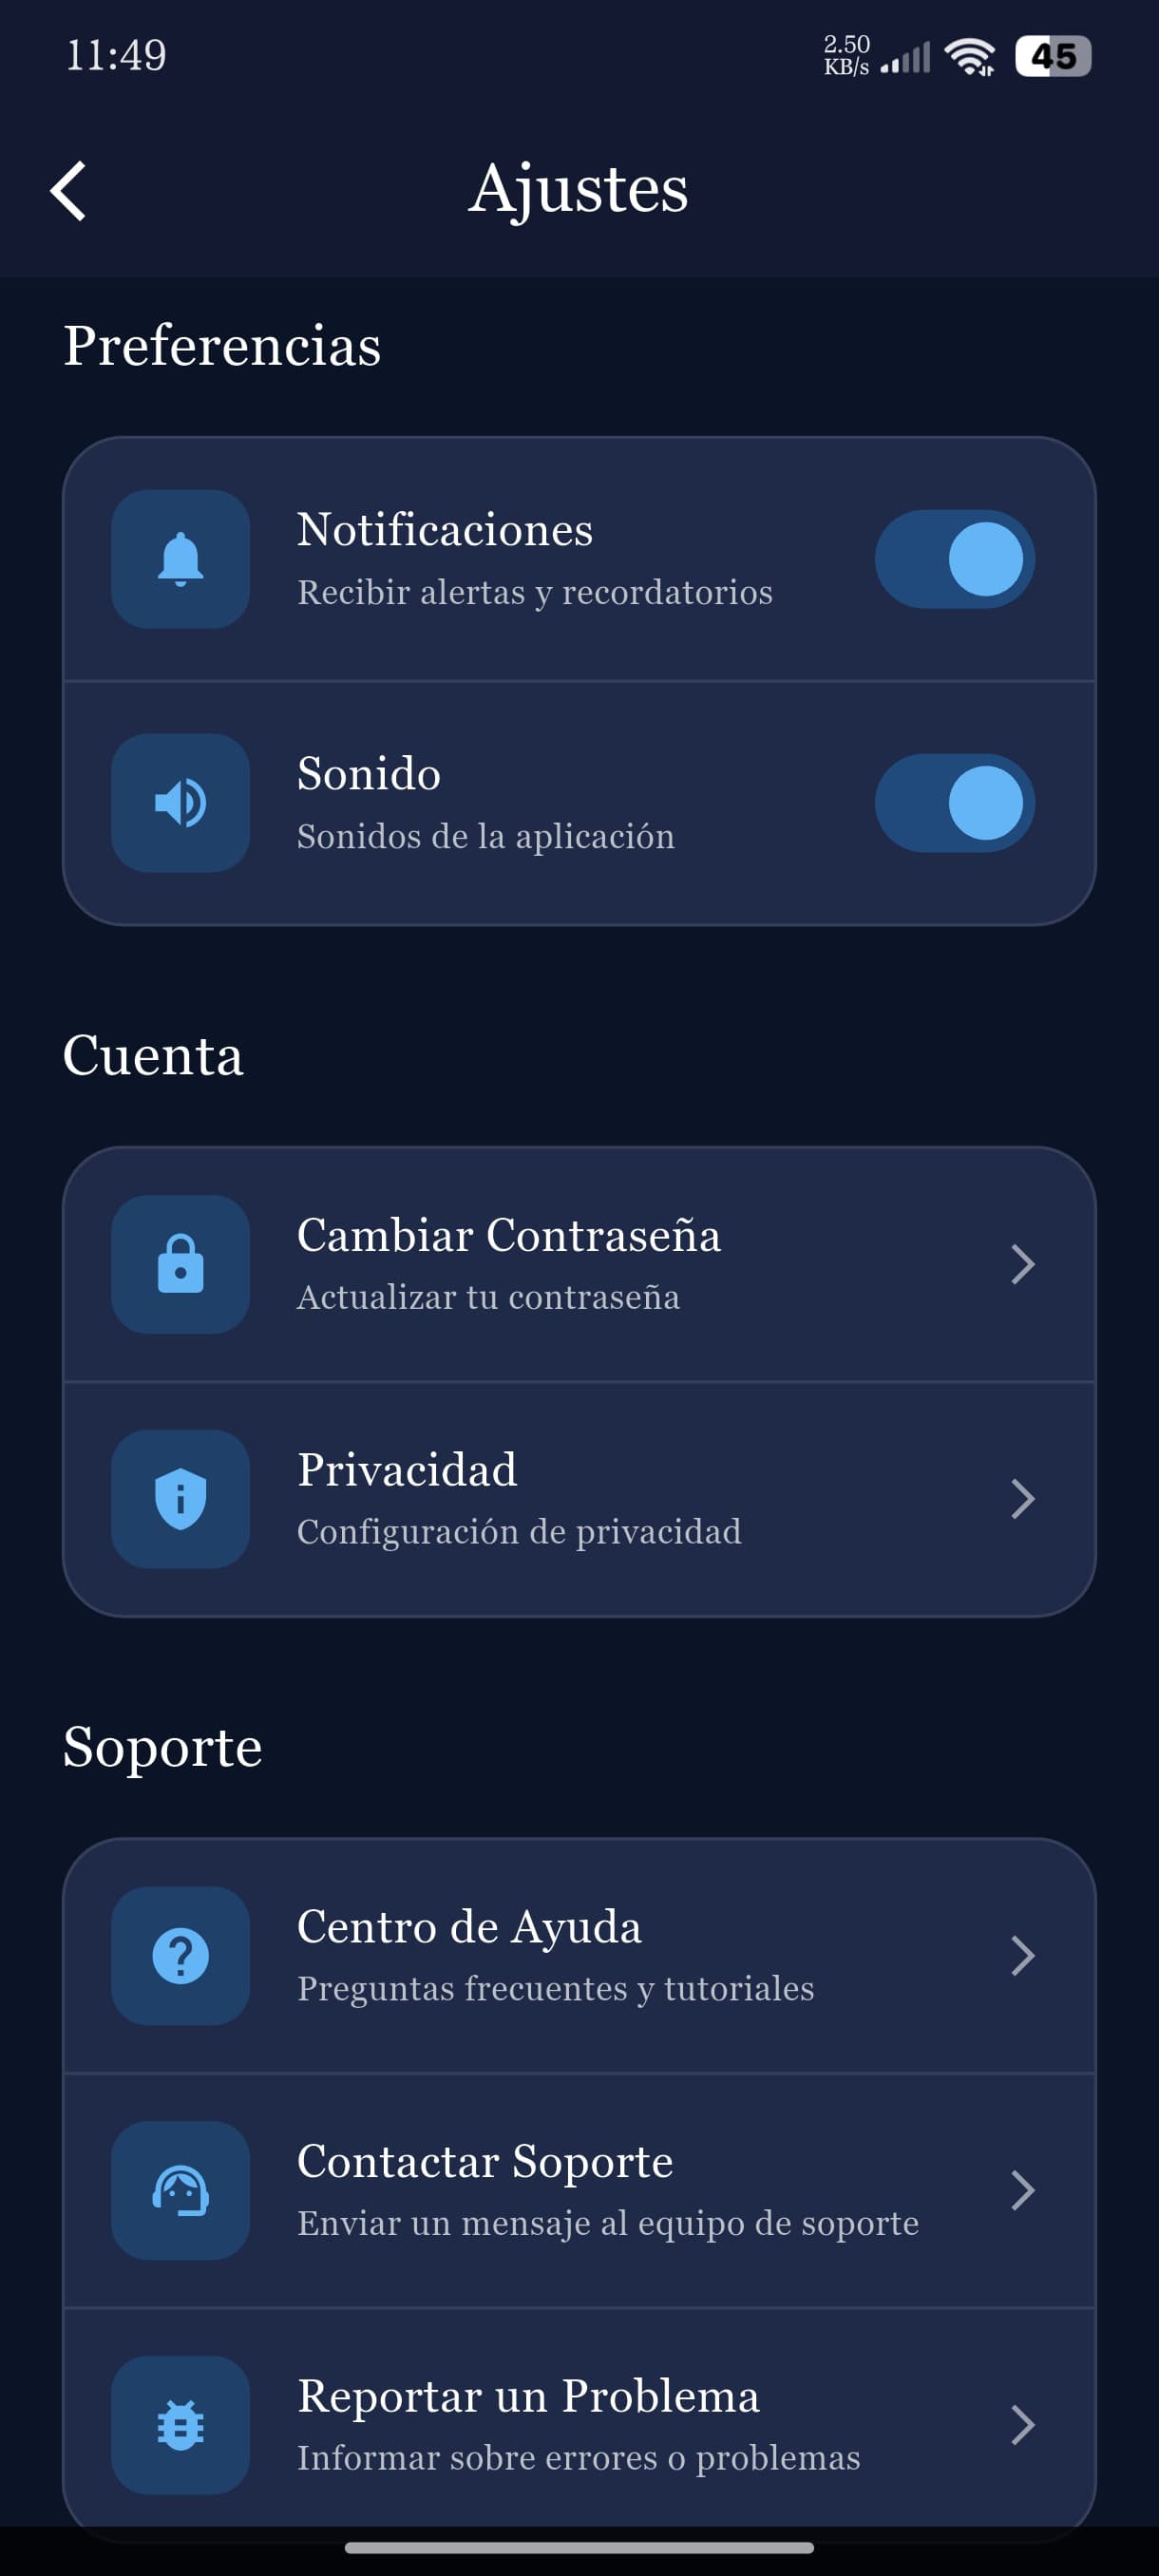 11:49
2.50
KB/s
45
Ajustes
Preferencias
Notificaciones
Recibir alertas y recordatorios
Sonido
Sonidos de la aplicación
Cuenta
Cambiar Contraseña
Actualizar tu contraseña
Privacidad
Configuración de privacidad
Soporte
Centro de Ayuda
Preguntas frecuentes y tutoriales
Contactar Soporte
Enviar un mensaje al equipo de soporte
Reportar un Problema
Informar sobre errores o problemas